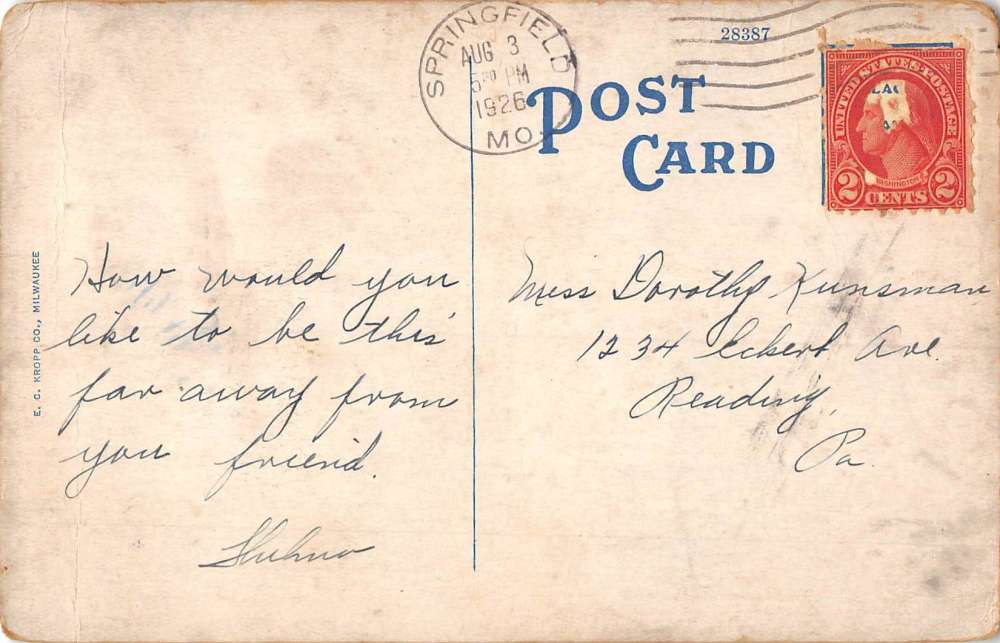 SPRINGFIELD
AUG 3
5 30 PM
1926
MO.
28387
POST
CARD
UNITED STATES POSTAGE
WASHINGTON
2 CENTS 2
E. C. KROPP CO., MILWAUKEE
How would you
like to be this
far away from
you friend.
Miss Dorothy Kunsman
1234 Eckert Ave.
Reading,
Pa.